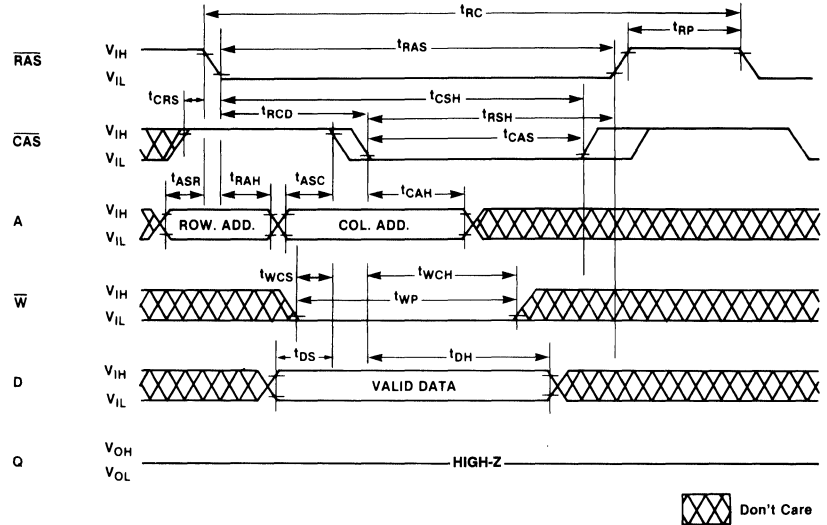 tRC
tRP
RAS
VIH
VIL
tRAS
tCRS
tCSH
tRCD
tRSH
CAS
VIH
VIL
tCAS
tASR
tRAH
tASC
tCAH
A
VIH
VIL
ROW. ADD.
COL. ADD.
tWCS
tWCH
W
VIH
VIL
tWP
tDS
tDH
D
VIH
VIL
VALID DATA
Q
VOH
VOL
HIGH-Z
Don't Care